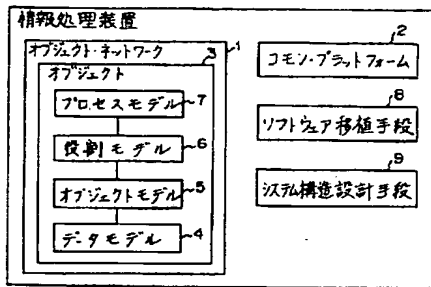 情報処理装置
オブジェクト・ネットワーク
1
オブジェクト
3
プロセスモデル
7
役割モデル
6
オブジェクトモデル
5
データモデル
4
2
コモン・プラットフォーム
8
ソフトウェア移植手段
9
システム構造設計手段